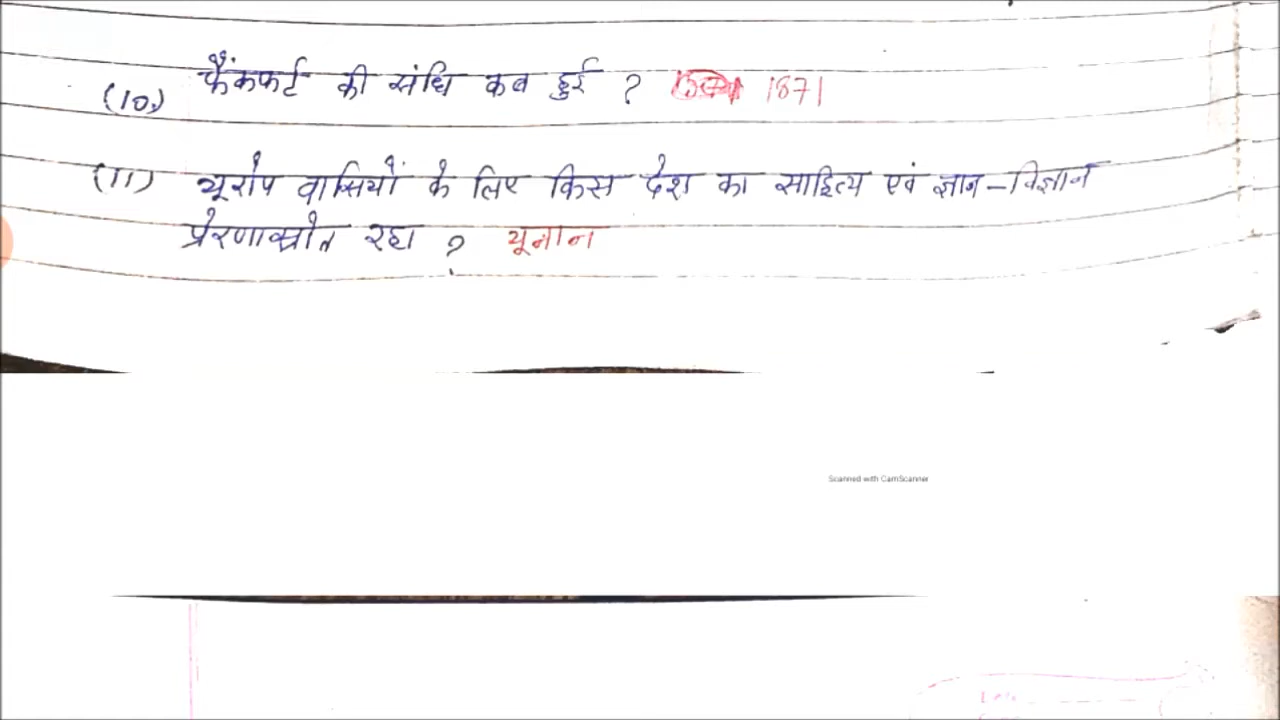 (10) फैंकफर्ट की संधि कब हुई ? 1871
(11) यूरोप वासियों के लिए किस देश का साहित्य एवं ज्ञान-विज्ञान
प्रेरणास्रोत रहा ? यूनान
Scanned with CamScanner